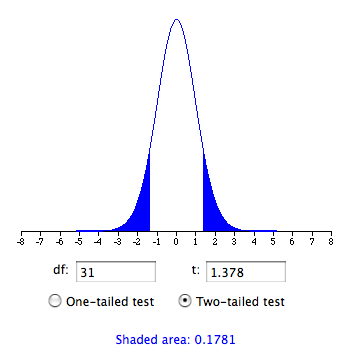 -8 -7 -6 -5 -4 -3 -2 -1 0 1 2 3 4 5 6 7 8
df: 31 t: 1.378
One-tailed test Two-tailed test
Shaded area: 0.1781